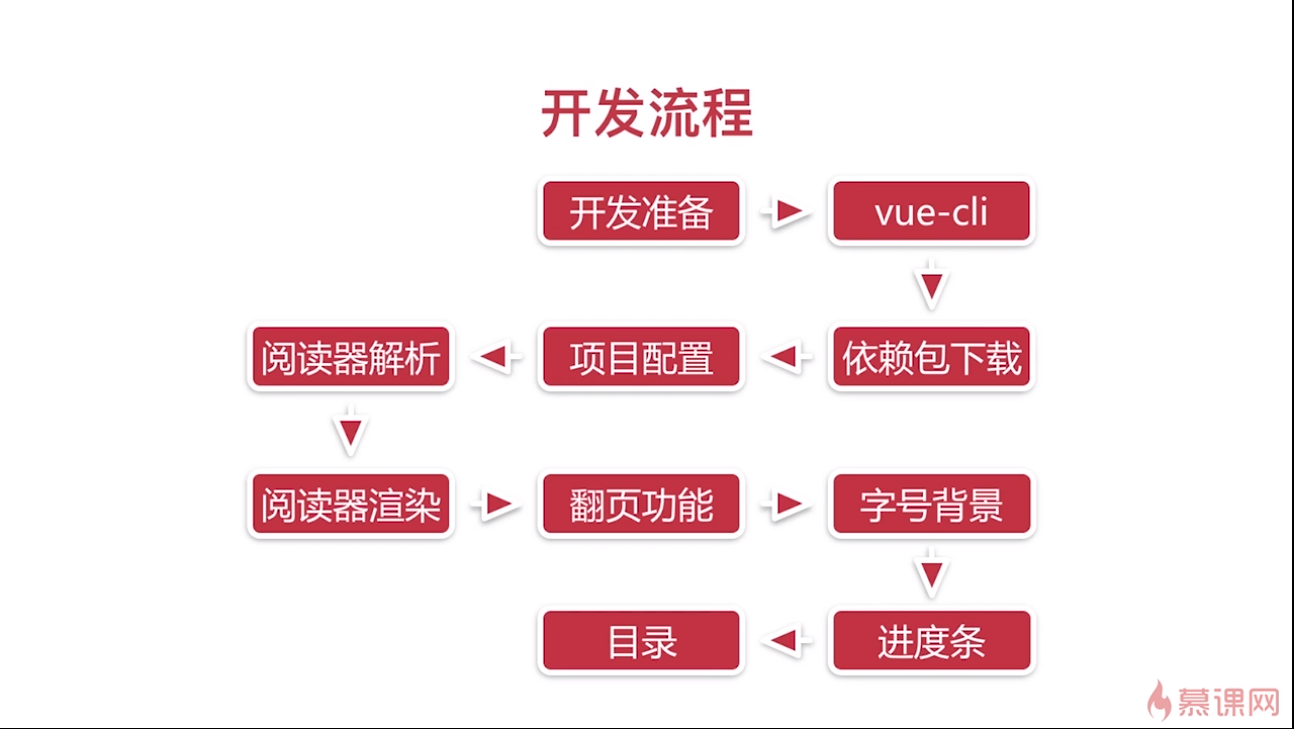 开发流程
开发准备
vue-cli
依赖包下载
项目配置
阅读器解析
阅读器渲染
翻页功能
字号背景
进度条
目录
慕课网